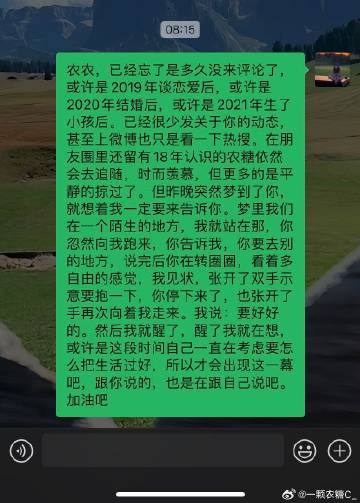 08:15
农农，已经忘了是多久没来评论了，
或许是2019年谈恋爱后，或许是
2020年结婚后，或许是2021年生了
小孩后。已经很少发关于你的动态，
甚至上微博也只是看一下热搜。在朋
友圈里还留有18年认识的农糖依然
会去追随，时而羡慕，但更多的是平
静的掠过了。但昨晚突然梦到了你，
就想着我一定要来告诉你。梦里我们
在一个陌生的地方，我就站在那，你
忽然向我跑来，你告诉我，你要去别
的地方，说完后你在转圈圈，看着多
自由的感觉，我见状，张开了双手示
意要抱一下，你停下来了，也张开了
手再次向着我走来。我说：要好好
的。然后我就醒了，醒了我就在想，
或许是这段时间自己一直在考虑要怎
么把生活过好，所以才会出现这一幕
吧，跟你说的，也是在跟自己说吧。
加油吧
@一颗农糖C_